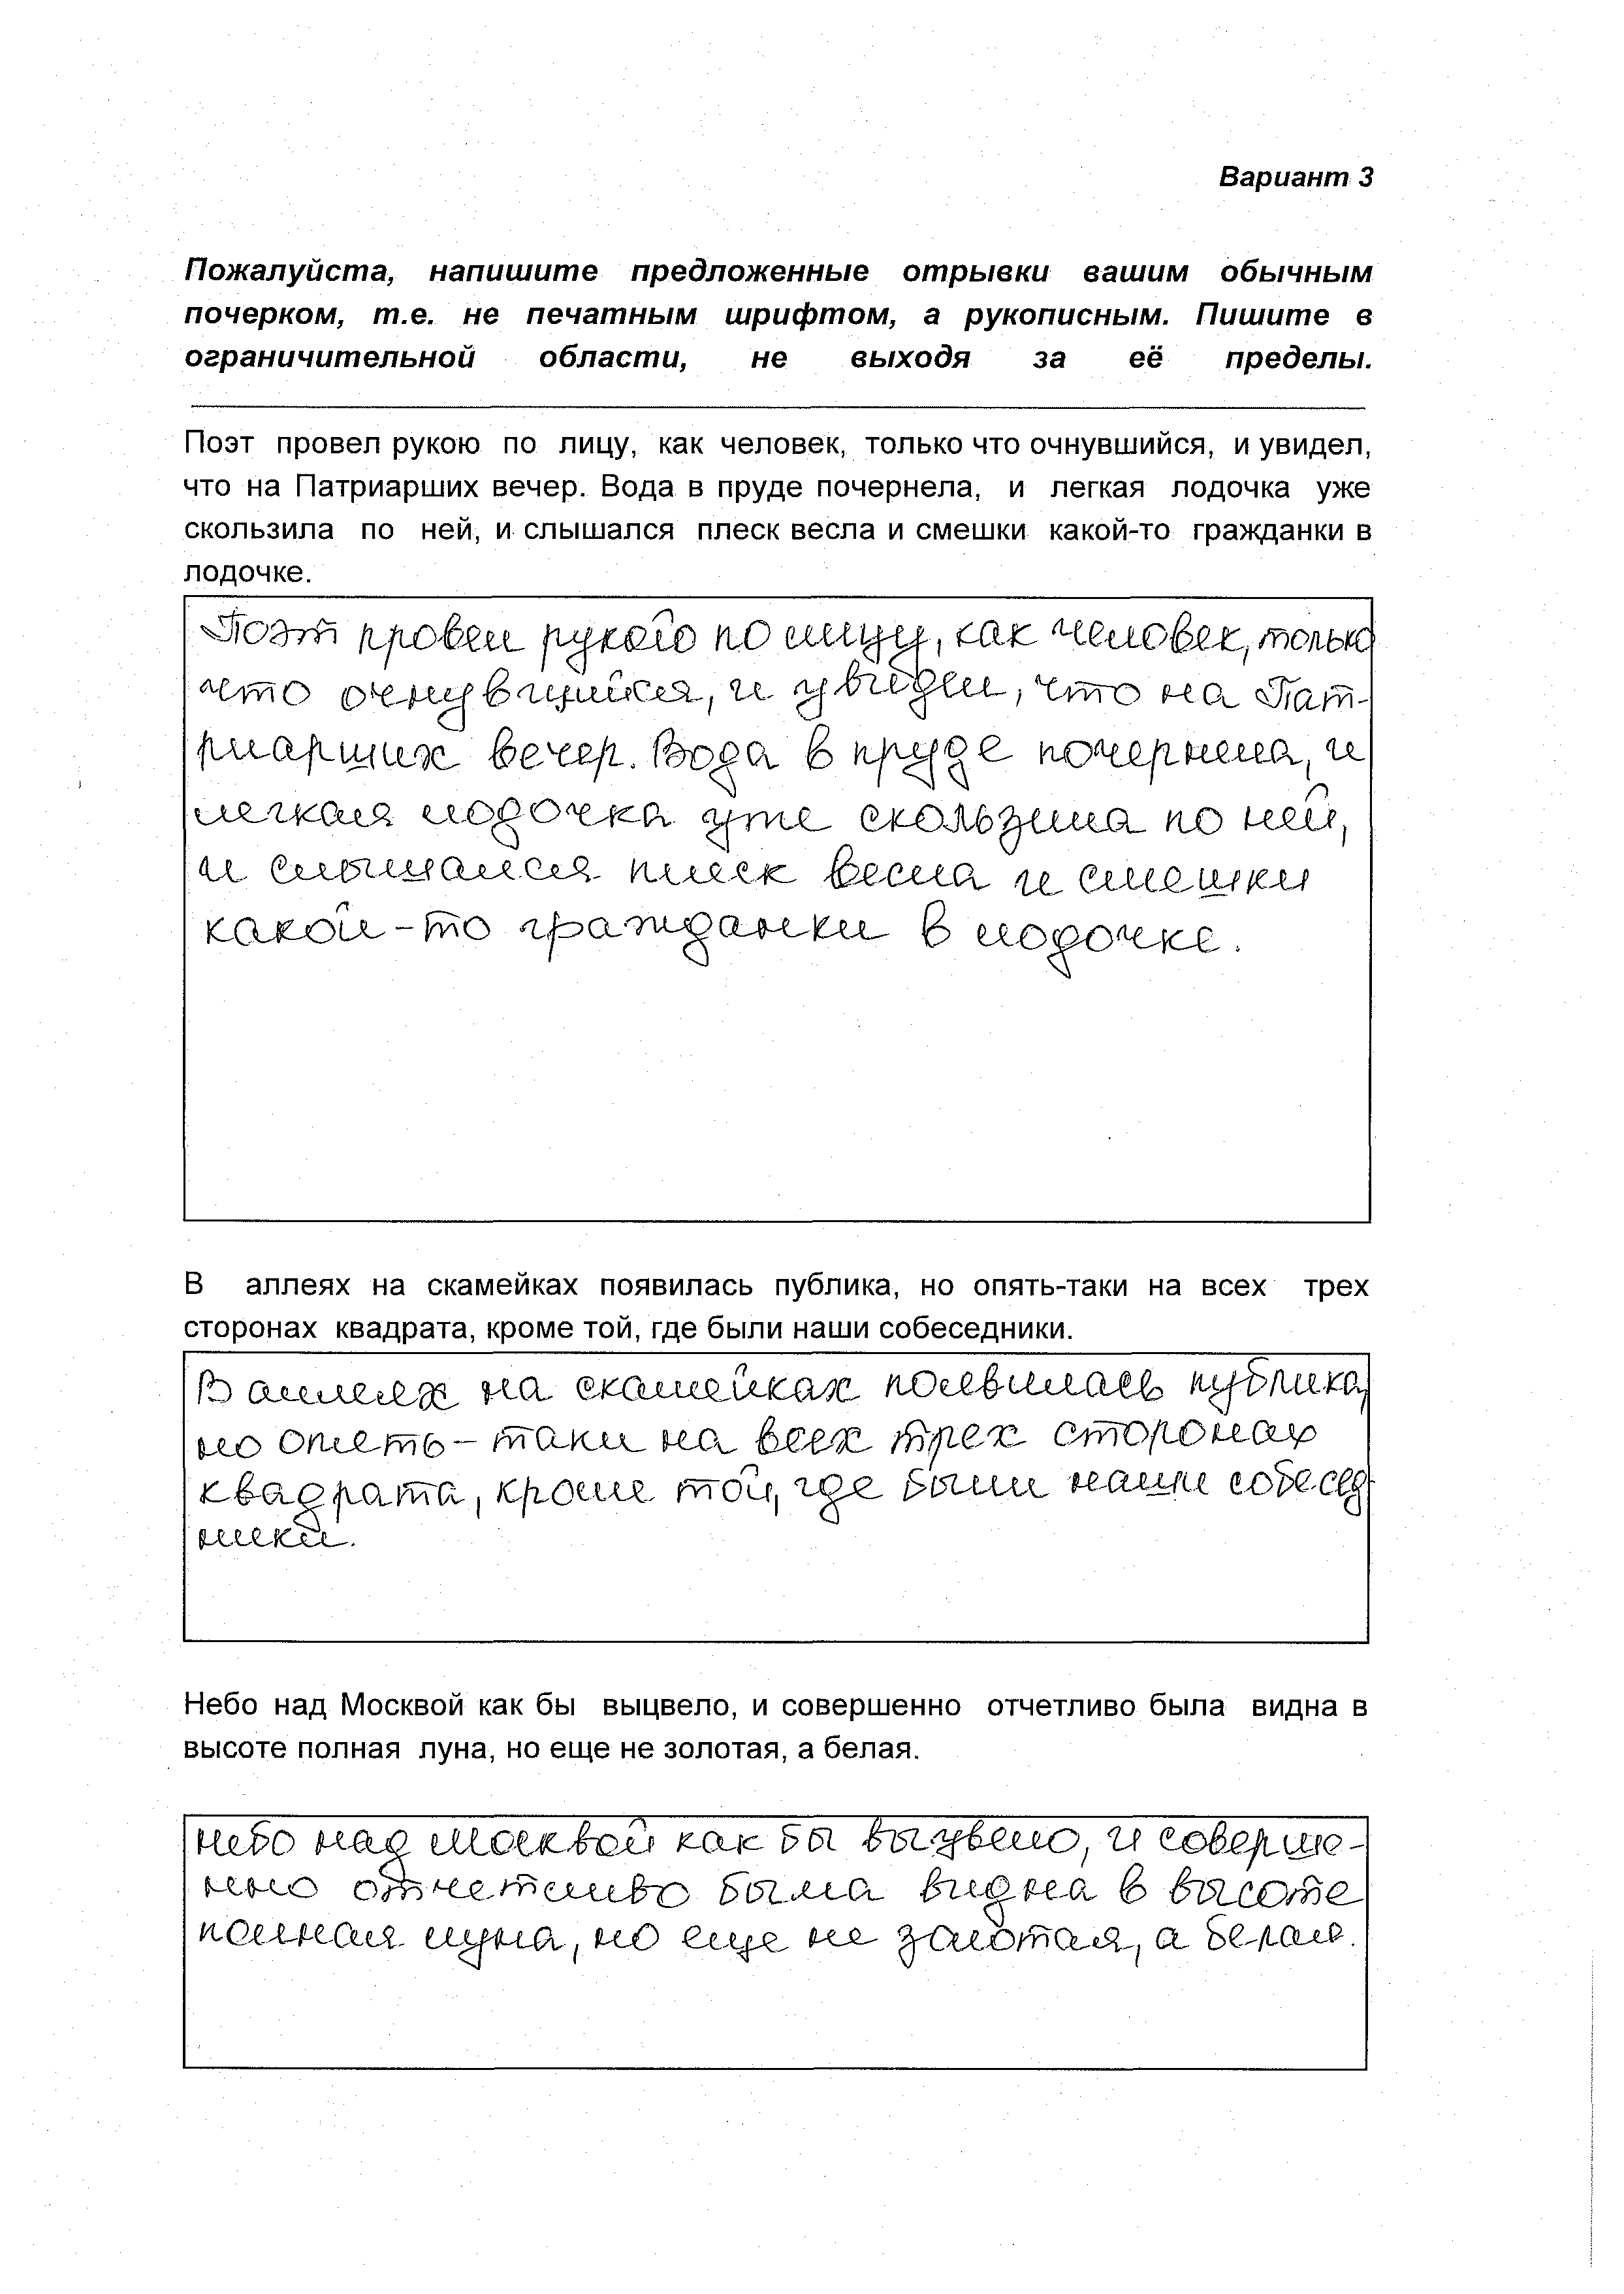 Вариант 3
Пожалуйста, напишите предложенные отрывки вашим обычным
почерком, т.е. не печатным шрифтом, а рукописным. Пишите в
ограничительной области, не выходя за её пределы.
Поэт провел рукою по лицу, как человек, только что очнувшийся, и увидел,
что на Патриарших вечер. Вода в пруде почернела, и легкая лодочка уже
скользила по ней, и слышался плеск весла и смешки какой-то гражданки в
лодочке.
Поэт провел рукою по лицу, как человек, только
что очнувшийся, и увидел, что на Пат-
риарших вечер. Вода в пруде почернела, и
легкая лодочка уже скользила по ней,
и слышался плеск весла и смешки
какой-то гражданки в лодочке.
В аллеях на скамейках появилась публика, но опять-таки на всех трех
сторонах квадрата, кроме той, где были наши собеседники.
В аллеях на скамейках появилась публика,
но опять-таки на всех трех сторонах
квадрата, кроме той, где были наши собесед
ники.
Небо над Москвой как бы выцвело, и совершенно отчетливо была видна в
высоте полная луна, но еще не золотая, а белая.
Небо над Москвой как бы выцвело, и соверше-
нно отчетливо была видна в высоте
полная луна, но еще не золотая, а белая.